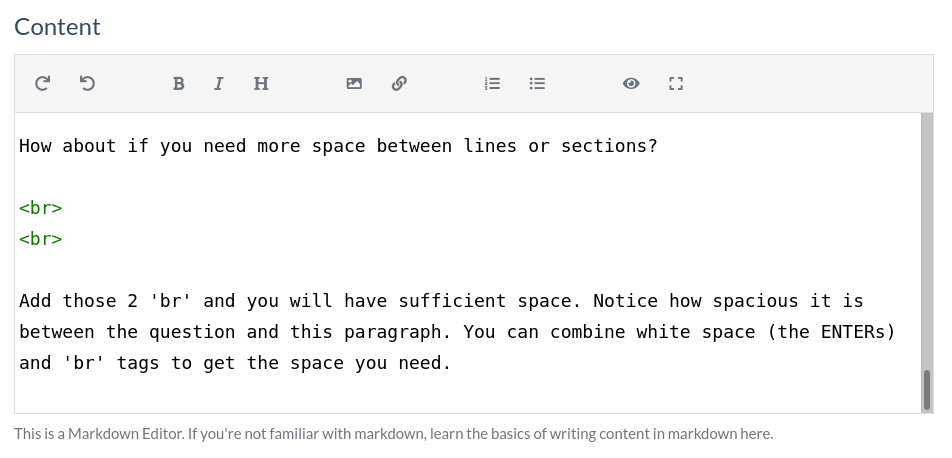 Content
B I H
How about if you need more space between lines or sections?
<br>
<br>
Add those 2 'br' and you will have sufficient space. Notice how spacious it is
between the question and this paragraph. You can combine white space (the ENTERs)
and 'br' tags to get the space you need.
This is a Markdown Editor. If you're not familiar with markdown, learn the basics of writing content in markdown here.